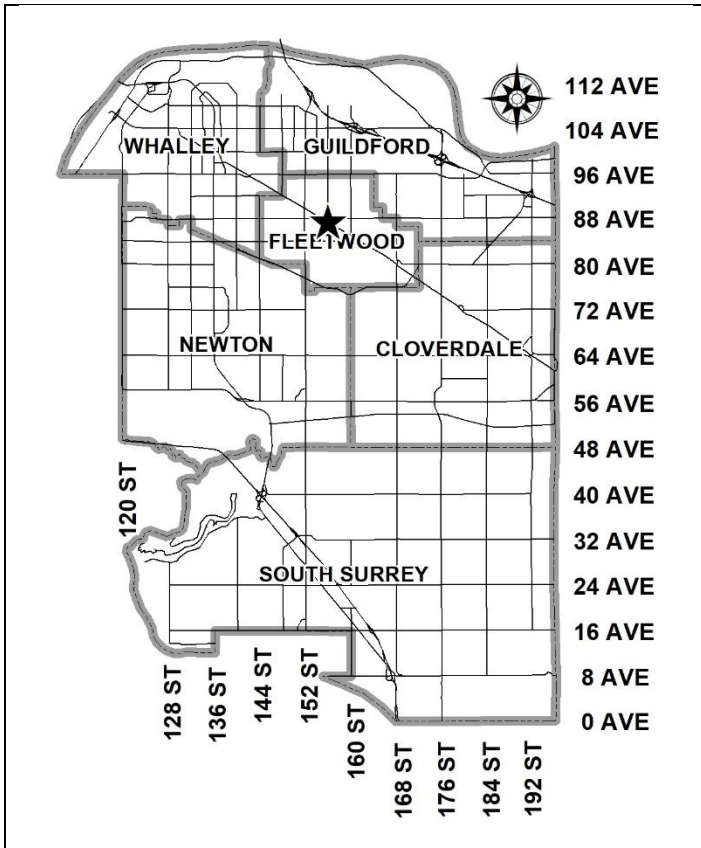 112 AVE
104 AVE
WHALLEY
GUILDFORD
96 AVE
88 AVE
FLEETWOOD
80 AVE
72 AVE
NEWTON
CLOVERDALE
64 AVE
56 AVE
48 AVE
120 ST
40 AVE
32 AVE
SOUTH SURREY
24 AVE
16 AVE
8 AVE
0 AVE
128 ST
136 ST
144 ST
152 ST
160 ST
168 ST
176 ST
184 ST
192 ST